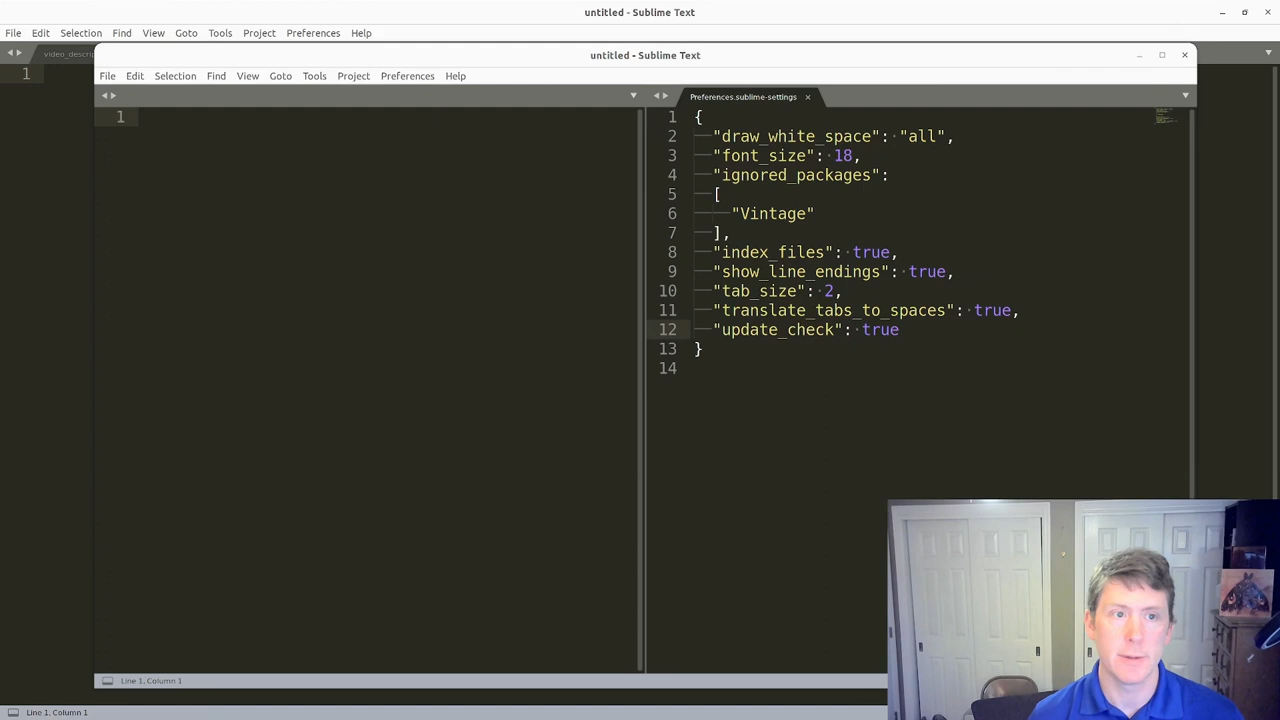 untitled - Sublime Text
File Edit Selection Find View Goto Tools Project Preferences Help
video_descrip
1
untitled - Sublime Text
File Edit Selection Find View Goto Tools Project Preferences Help
1
Line 1, Column 1
Preferences.sublime-settings
1 {
2 "draw_white_space": "all",
3 "font_size": 18,
4 "ignored_packages":
5 [
6 "Vintage"
7 ],
8 "index_files": true,
9 "show_line_endings": true,
10 "tab_size": 2,
11 "translate_tabs_to_spaces": true,
12 "update_check": true
13 }
14
Line 1, Column 1